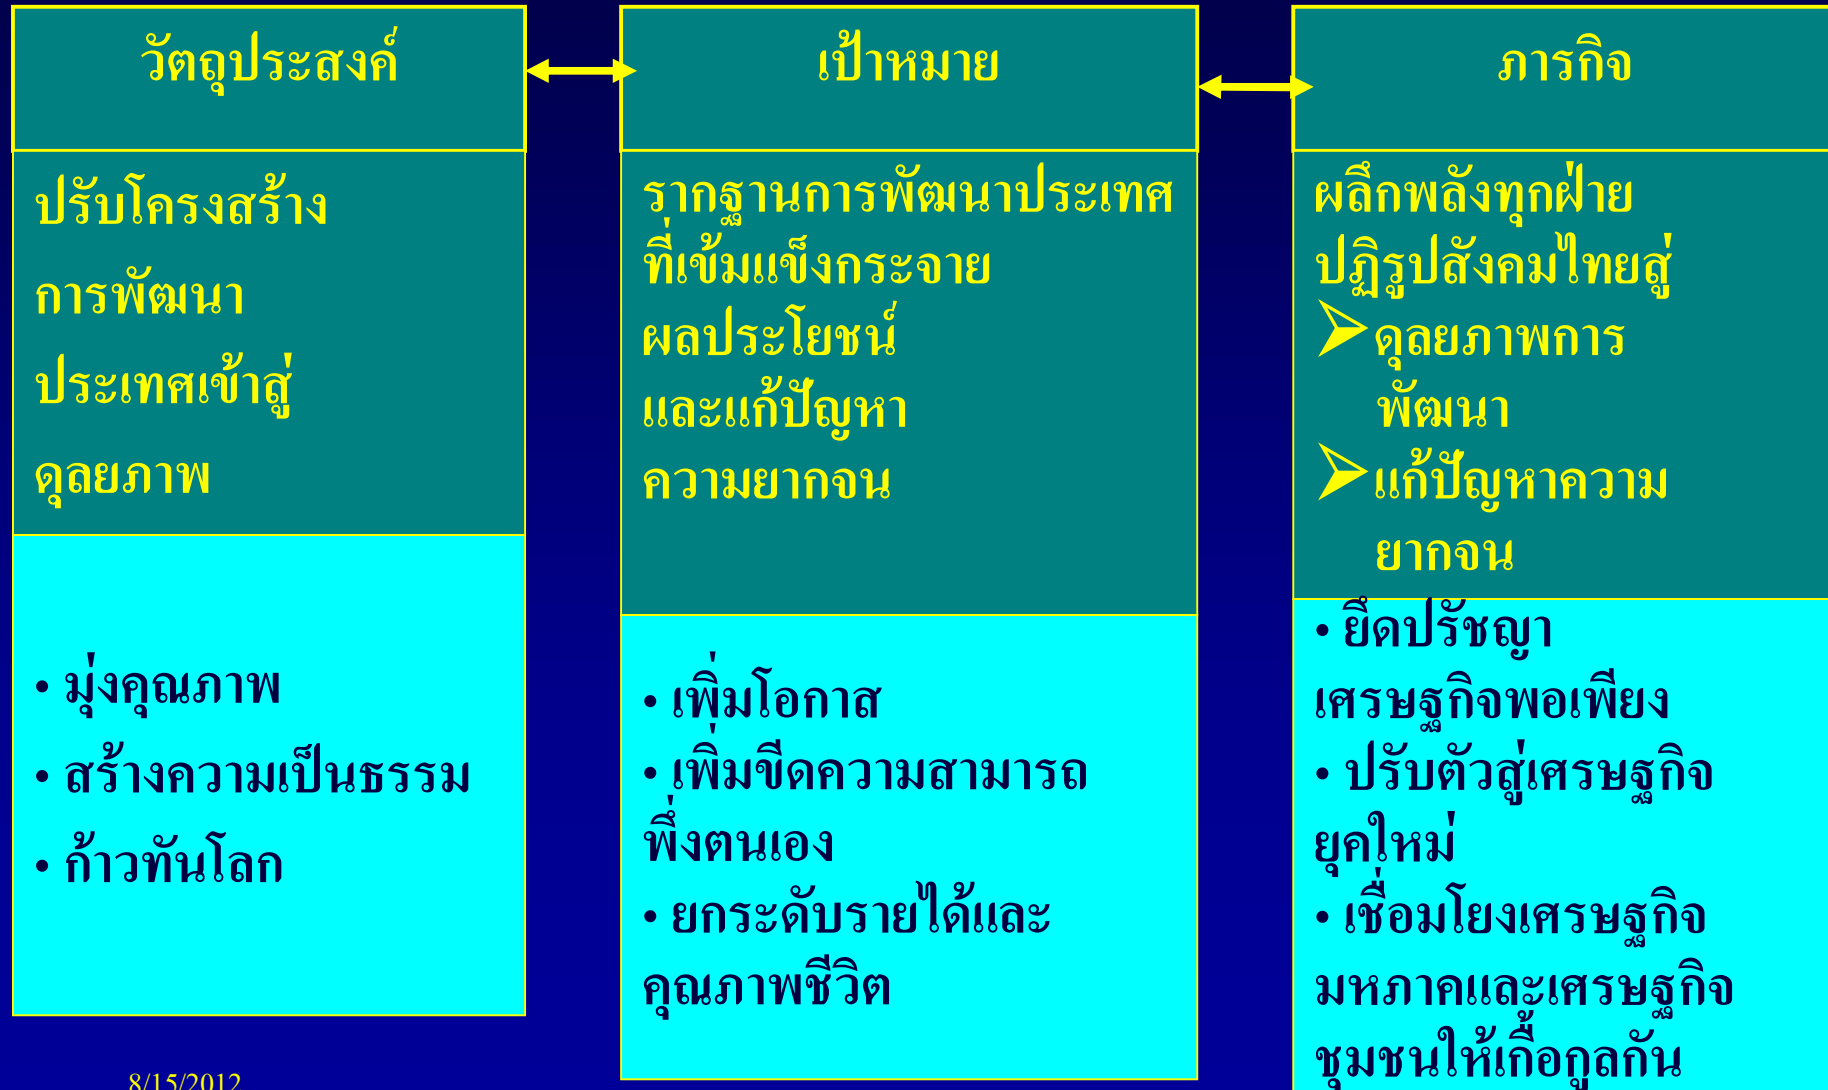 วัตถุประสงค์
ปรับโครงสร้าง
การพัฒนา
ประเทศเข้าสู่
ดุลยภาพ
• มุ่งคุณภาพ
• สร้างความเป็นธรรม
• ก้าวทันโลก
เป้าหมาย
รากฐานการพัฒนาประเทศ
ที่เข้มแข็งกระจาย
ผลประโยชน์
และแก้ปัญหา
ความยากจน
• เพิ่มโอกาส
• เพิ่มขีดความสามารถ
พึ่งตนเอง
• ยกระดับรายได้และ
คุณภาพชีวิต
ภารกิจ
ผลึกพลังทุกฝ่าย
ปฏิรูปสังคมไทยสู่
➢ดุลยภาพการ
พัฒนา
➢แก้ปัญหาความ
ยากจน
• ยึดปรัชญา
เศรษฐกิจพอเพียง
• ปรับตัวสู่เศรษฐกิจ
ยุคใหม่
• เชื่อมโยงเศรษฐกิจ
มหภาคและเศรษฐกิจ
ชุมชนให้เกื้อกูลกัน
8/15/2012